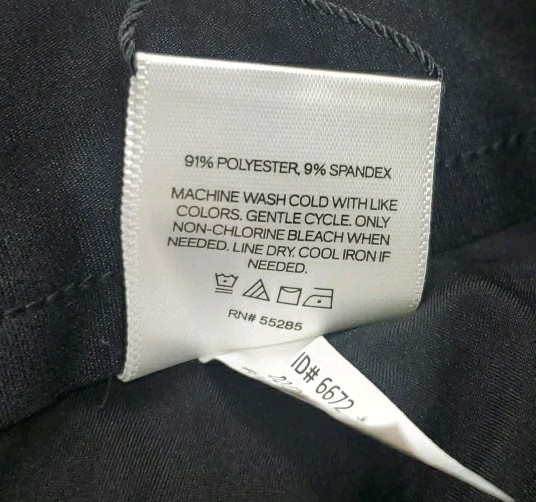 91% POLYESTER, 9% SPANDEX
MACHINE WASH COLD WITH LIKE
COLORS. GENTLE CYCLE. ONLY
NON-CHLORINE BLEACH WHEN
NEEDED. LINE DRY. COOL IRON IF
NEEDED.
RN# 55285
ID# 6672